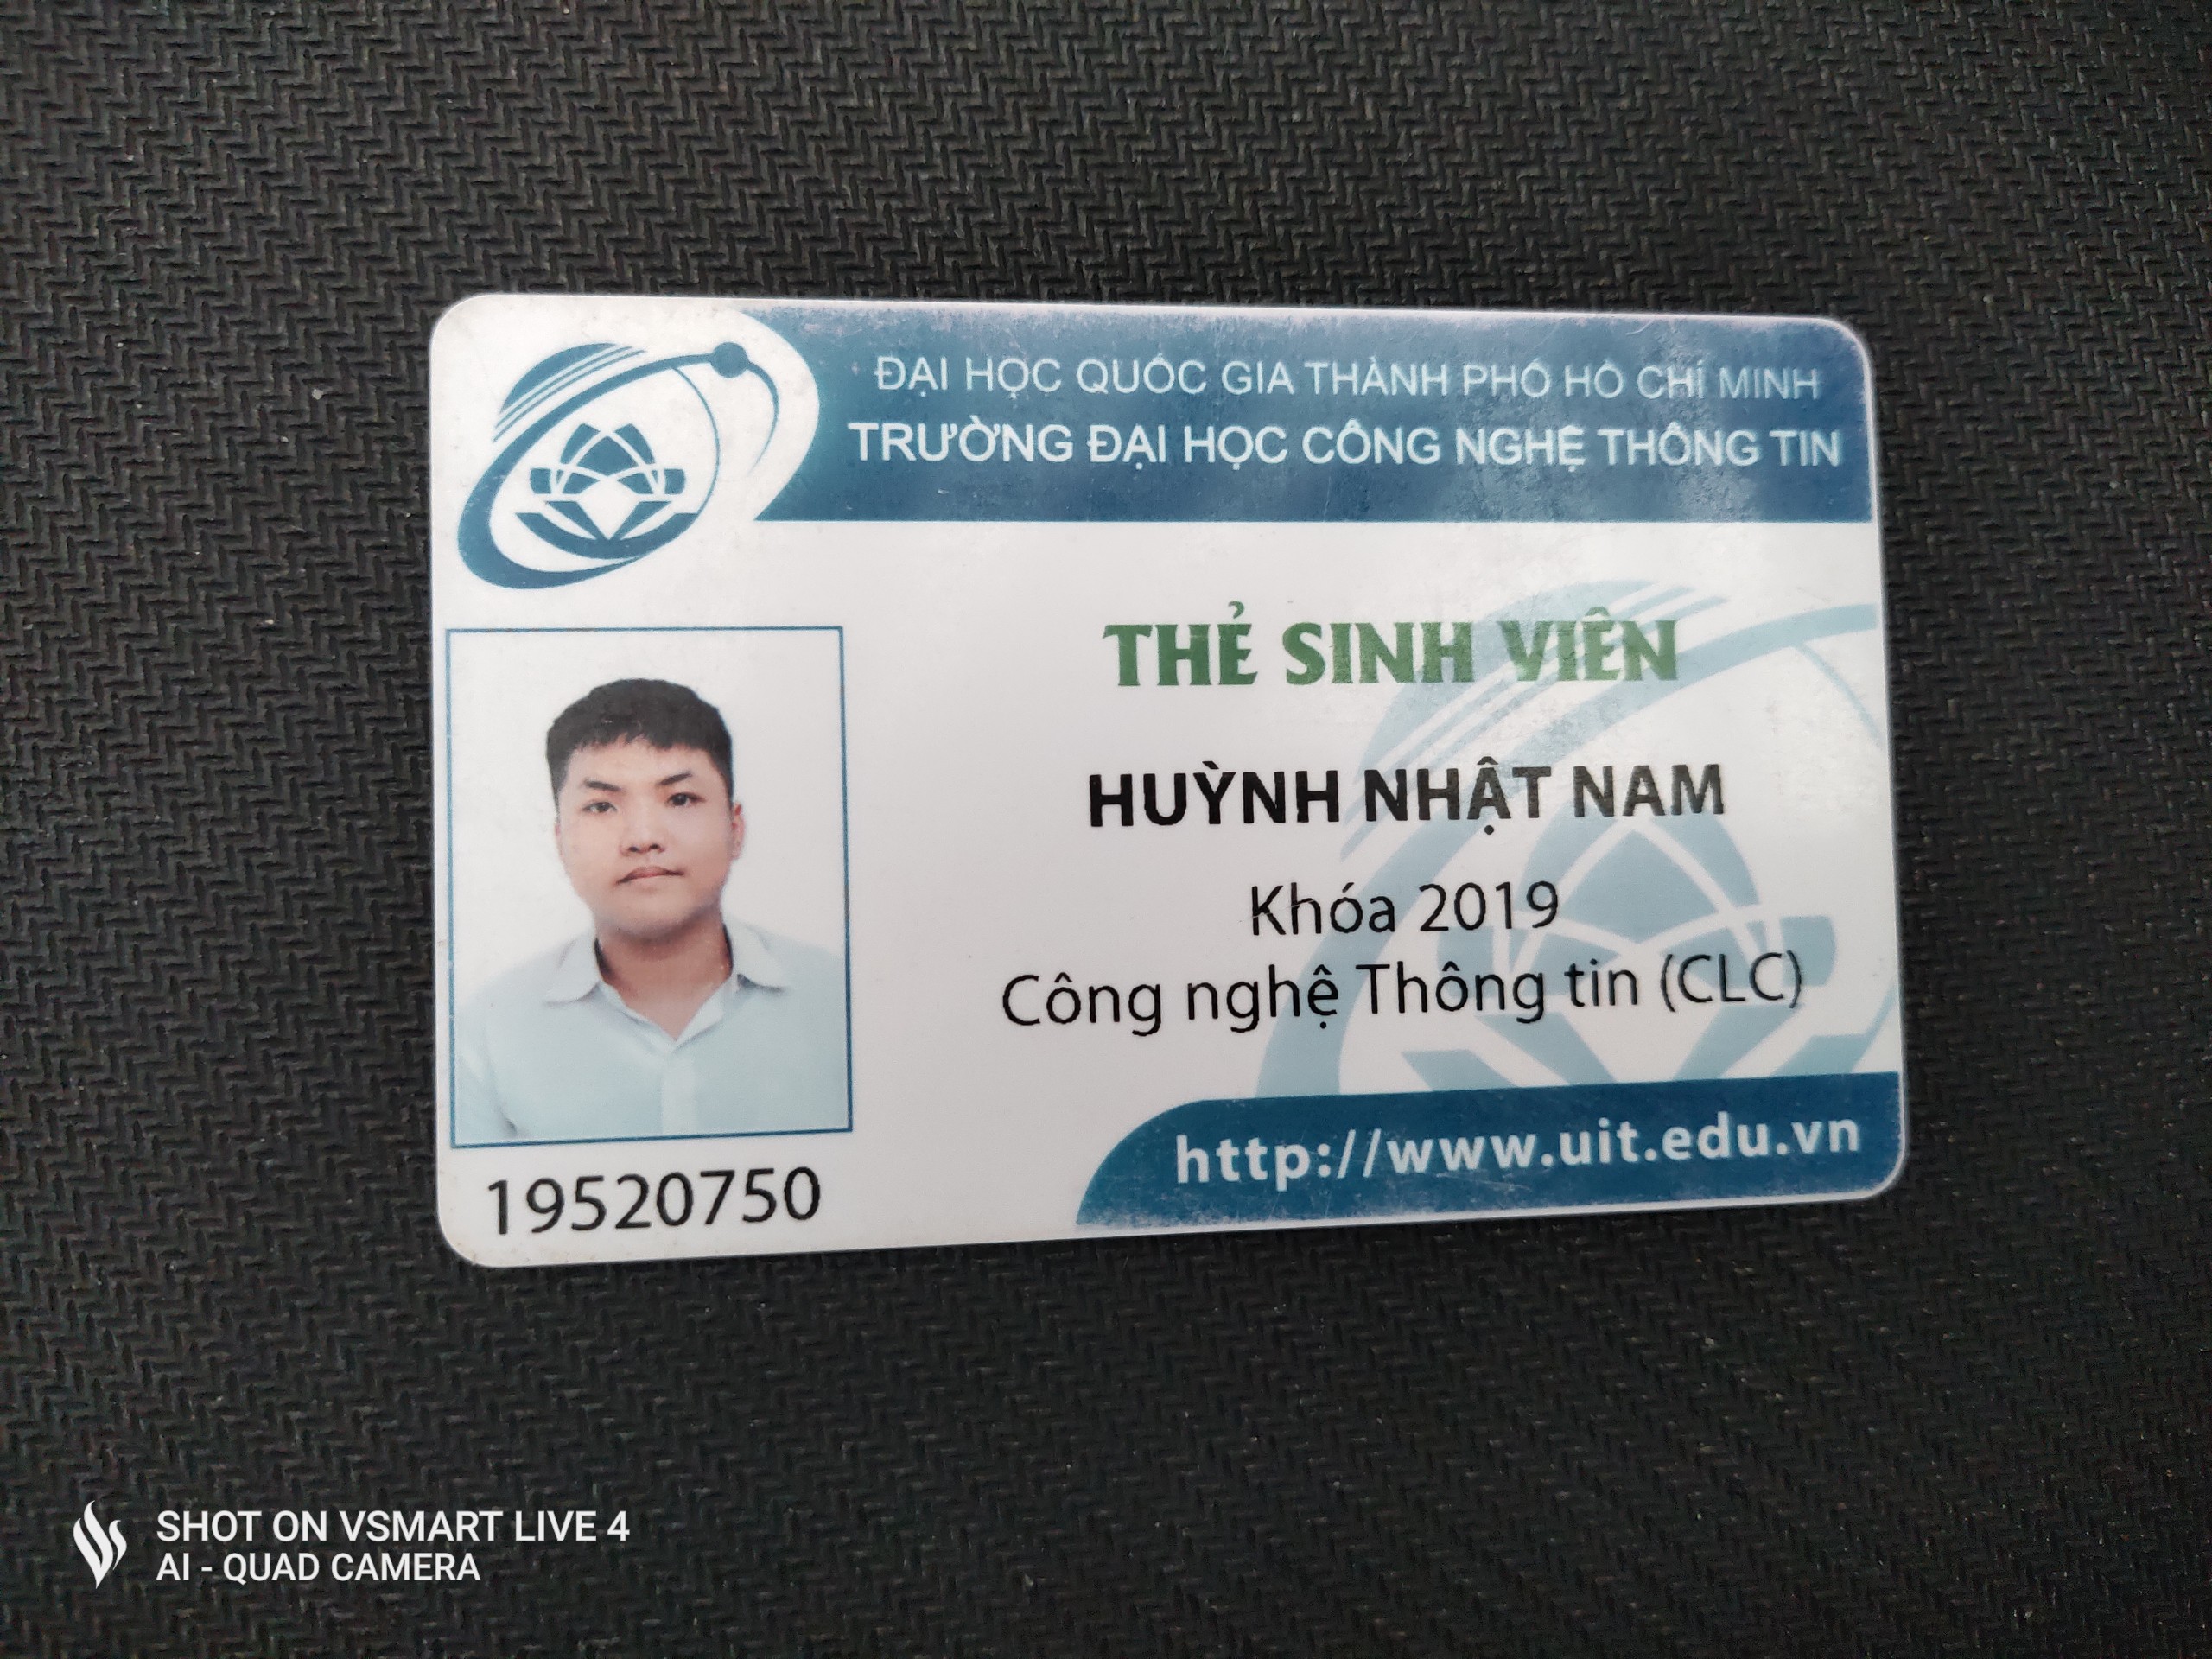 ĐẠI HỌC QUỐC GIA THÀNH PHỐ HỒ CHÍ MINH
TRƯỜNG ĐẠI HỌC CÔNG NGHỆ THÔNG TIN
THẺ SINH VIÊN
HUỲNH NHẬT NAM
Khóa 2019
Công nghệ Thông tin (CLC)
19520750
http://www.uit.edu.vn
SHOT ON VSMART LIVE 4
AI - QUAD CAMERA